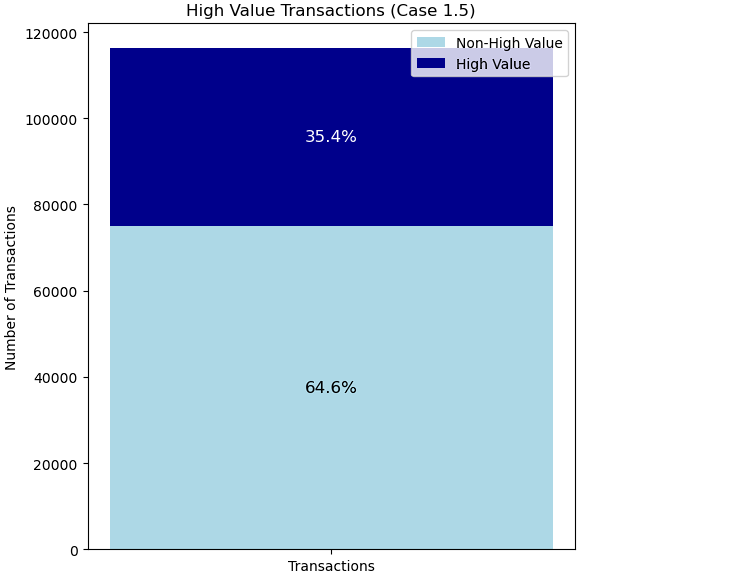 High Value Transactions (Case 1.5)
120000
100000
80000
60000
40000
20000
0
Number of Transactions
Non-High Value
High Value
35.4%
64.6%
Transactions